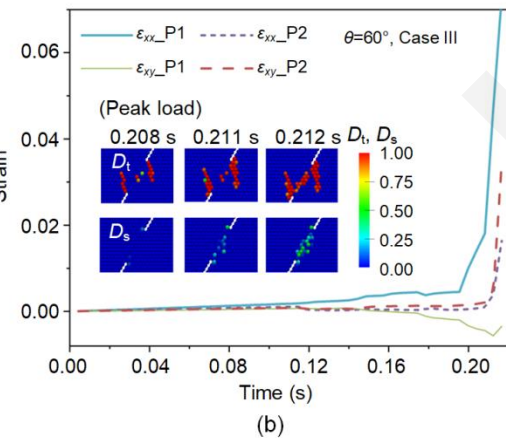 (b)
0.06
0.04
0.02
0.00
Strain
εxx_P1
εxx_P2
θ=60°, Case III
εxy_P1
εxy_P2
(Peak load)
0.208 s
0.211 s
0.212 s
Dt, Ds
Dt
Ds
1.00
0.75
0.50
0.25
0.00
0.00
0.04
0.08
0.12
0.16
0.20
Time (s)
(b)